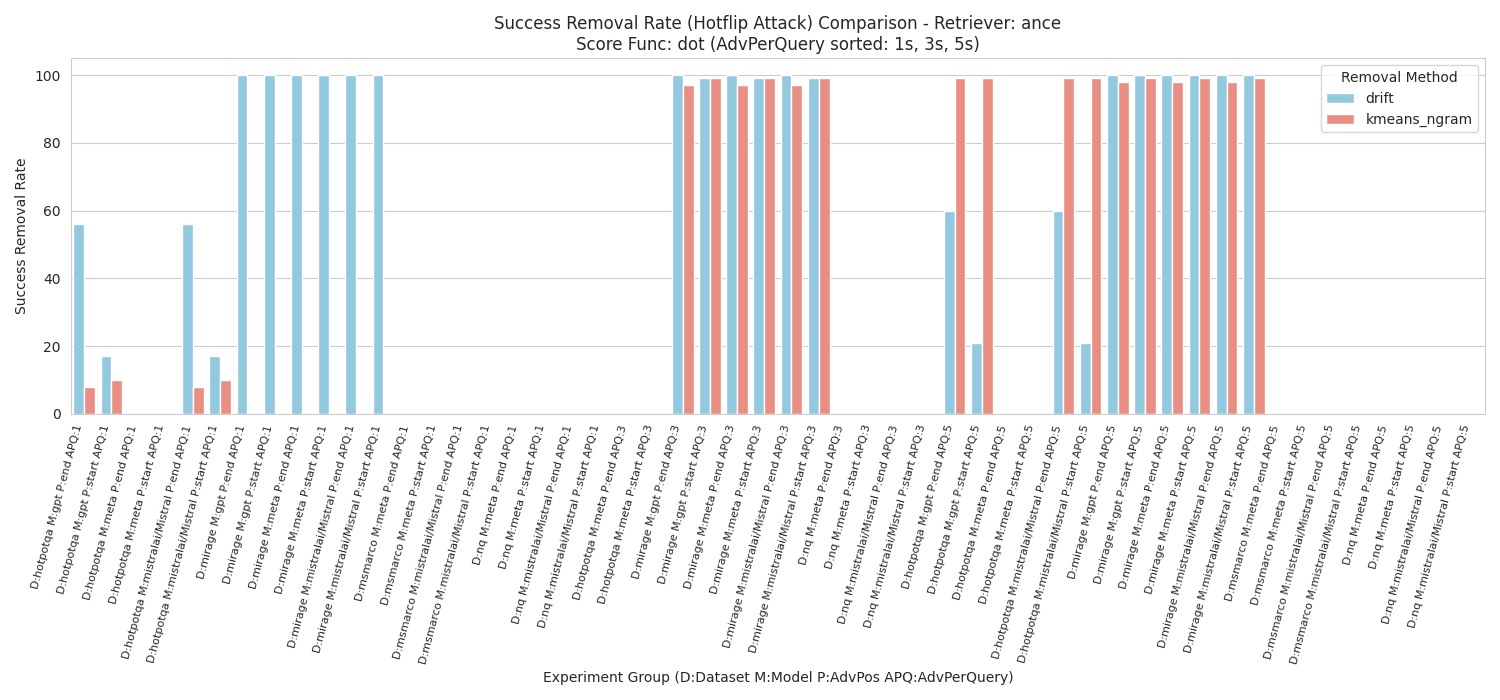 Success Removal Rate (Hotflip Attack) Comparison - Retriever: ance
Score Func: dot (AdvPerQuery sorted: 1s, 3s, 5s)
Removal Method
drift
kmeans_ngram
Success Removal Rate
100
80
60
40
20
0
D:hotpotqa M:gpt P:end APQ:1
D:hotpotqa M:gpt P:start APQ:1
D:hotpotqa M:meta P:end APQ:1
D:hotpotqa M:meta P:start APQ:1
D:hotpotqa M:mistralai/Mistral P:end APQ:1
D:hotpotqa M:mistralai/Mistral P:start APQ:1
D:mirage M:gpt P:end APQ:1
D:mirage M:gpt P:start APQ:1
D:mirage M:meta P:end APQ:1
D:mirage M:meta P:start APQ:1
D:mirage M:mistralai/Mistral P:end APQ:1
D:mirage M:mistralai/Mistral P:start APQ:1
D:msmarco M:meta P:end APQ:1
D:msmarco M:meta P:start APQ:1
D:msmarco M:mistralai/Mistral P:end APQ:1
D:msmarco M:mistralai/Mistral P:start APQ:1
D:nq M:meta P:end APQ:1
D:nq M:meta P:start APQ:1
D:nq M:mistralai/Mistral P:end APQ:1
D:nq M:mistralai/Mistral P:start APQ:1
D:hotpotqa M:meta P:end APQ:3
D:hotpotqa M:meta P:start APQ:3
D:mirage M:gpt P:end APQ:3
D:mirage M:gpt P:start APQ:3
D:mirage M:meta P:end APQ:3
D:mirage M:meta P:start APQ:3
D:mirage M:mistralai/Mistral P:end APQ:3
D:mirage M:mistralai/Mistral P:start APQ:3
D:nq M:meta P:end APQ:3
D:nq M:meta P:start APQ:3
D:nq M:mistralai/Mistral P:end APQ:3
D:nq M:mistralai/Mistral P:start APQ:3
D:hotpotqa M:gpt P:end APQ:5
D:hotpotqa M:gpt P:start APQ:5
D:hotpotqa M:meta P:end APQ:5
D:hotpotqa M:meta P:start APQ:5
D:hotpotqa M:mistralai/Mistral P:end APQ:5
D:hotpotqa M:mistralai/Mistral P:start APQ:5
D:mirage M:gpt P:end APQ:5
D:mirage M:gpt P:start APQ:5
D:mirage M:meta P:end APQ:5
D:mirage M:meta P:start APQ:5
D:mirage M:mistralai/Mistral P:end APQ:5
D:mirage M:mistralai/Mistral P:start APQ:5
D:msmarco M:meta P:end APQ:5
D:msmarco M:meta P:start APQ:5
D:msmarco M:mistralai/Mistral P:end APQ:5
D:msmarco M:mistralai/Mistral P:start APQ:5
D:nq M:meta P:end APQ:5
D:nq M:meta P:start APQ:5
D:nq M:mistralai/Mistral P:end APQ:5
D:nq M:mistralai/Mistral P:start APQ:5
Experiment Group (D:Dataset M:Model P:AdvPos APQ:AdvPerQuery)